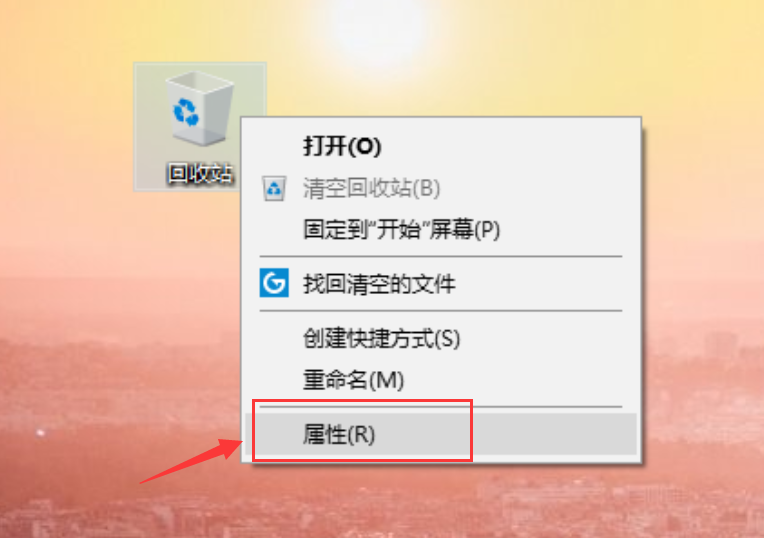 回收站
打开(O)
清空回收站(B)
固定到“开始”屏幕(P)
找回清空的文件
创建快捷方式(S)
重命名(M)
属性(R)